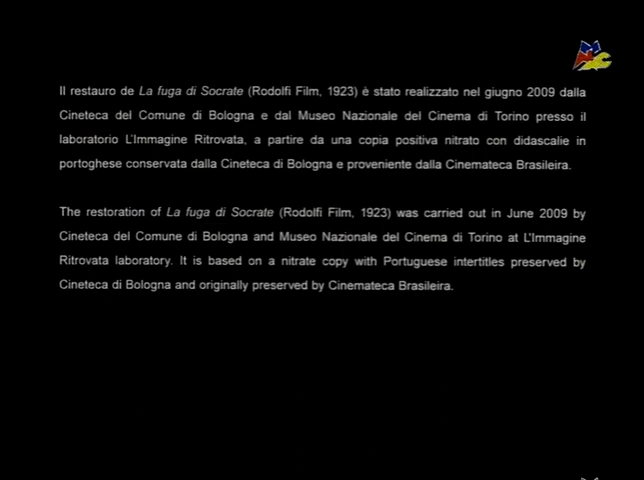 Il restauro de La fuga di Socrate (Rodolfi Film, 1923) è stato realizzato nel giugno 2009 dalla
Cineteca del Comune di Bologna e dal Museo Nazionale del Cinema di Torino presso il
laboratorio L'Immagine Ritrovata, a partire da una copia positiva nitrato con didascalie in
portoghese conservata dalla Cineteca di Bologna e proveniente dalla Cinemateca Brasileira.
The restoration of La fuga di Socrate (Rodolfi Film, 1923) was carried out in June 2009 by
Cineteca del Comune di Bologna and Museo Nazionale del Cinema di Torino at L'Immagine
Ritrovata laboratory. It is based on a nitrate copy with Portuguese intertitles preserved by
Cineteca di Bologna and originally preserved by Cinemateca Brasileira.